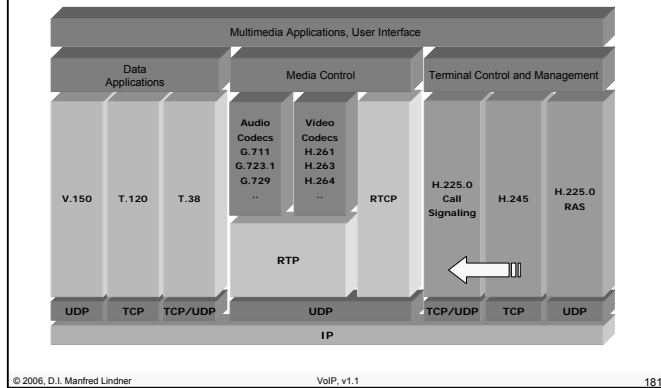 Multimedia Applications, User Interface
Data
Applications
Media Control
Terminal Control and Management
V.150
T.120
T.38
Audio
Codecs
G.711
G.723.1
G.729
..
Video
Codecs
H.261
H.263
H.264
..
RTCP
RTP
H.225.0
Call
Signaling
H.245
H.225.0
RAS
UDP
TCP
TCP/UDP
UDP
TCP/UDP
TCP
UDP
IP
© 2006, D.I. Manfred Lindner
VoIP, v1.1
181